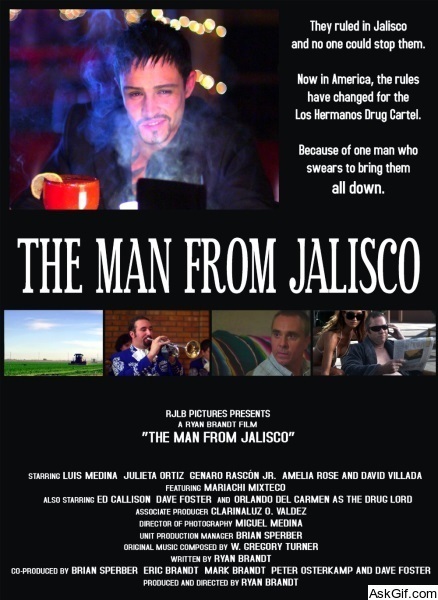 They ruled in Jalisco
and no one could stop them.
Now in America, the rules
have changed for the
Los Hermanos Drug Cartel.
Because of one man who
swears to bring them
all down.
THE MAN FROM JALISCO
RJLB PICTURES PRESENTS
A RYAN BRANDT FILM
"THE MAN FROM JALISCO"
STARRING LUIS MEDINA JULIETA ORTIZ GENARO RASCÓN JR. AMELIA ROSE AND DAVID VILLADA
FEATURING MARIACHI MIXTECO
ALSO STARRING ED CALLISON DAVE FOSTER AND ORLANDO DEL CARMEN AS THE DRUG LORD
ASSOCIATE PRODUCER CLARINALUZ O. VALDEZ
DIRECTOR OF PHOTOGRAPHY MIGUEL MEDINA
UNIT PRODUCTION MANAGER BRIAN SPERBER
ORIGINAL MUSIC COMPOSED BY W. GREGORY TURNER
WRITTEN BY RYAN BRANDT
CO-PRODUCED BY BRIAN SPERBER ERIC BRANDT MARK BRANDT PETER OSTERKAMP AND DAVE FOSTER
PRODUCED AND DIRECTED BY RYAN BRANDT
AskGif.com